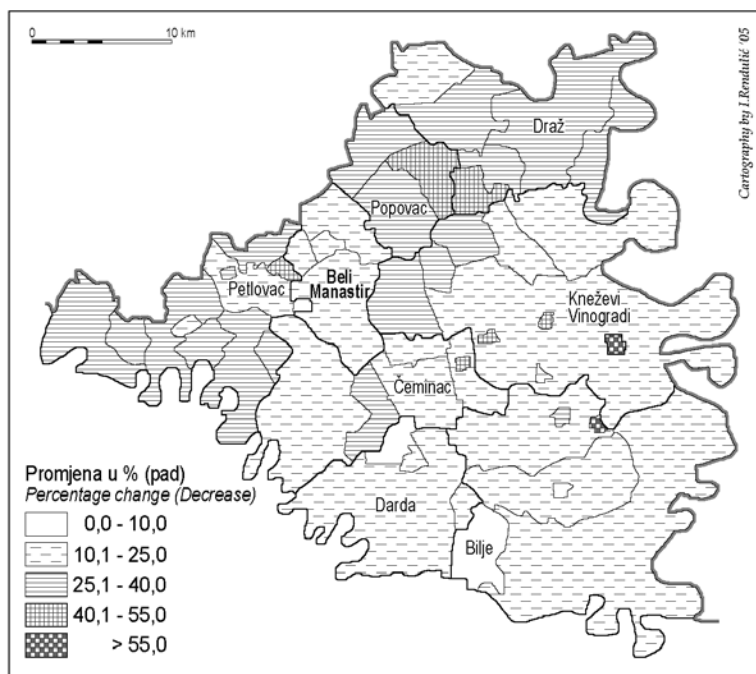 0 10 km
Cartography by I.Rendulić '05
Draž
Popovac
Petlovac
Beli
Manastir
Kneževi
Vinogradi
Čeminac
Darda
Bilje
Promjena u % (pad)
Percentage change (Decrease)
0,0 - 10,0
10,1 - 25,0
25,1 - 40,0
40,1 - 55,0
> 55,0